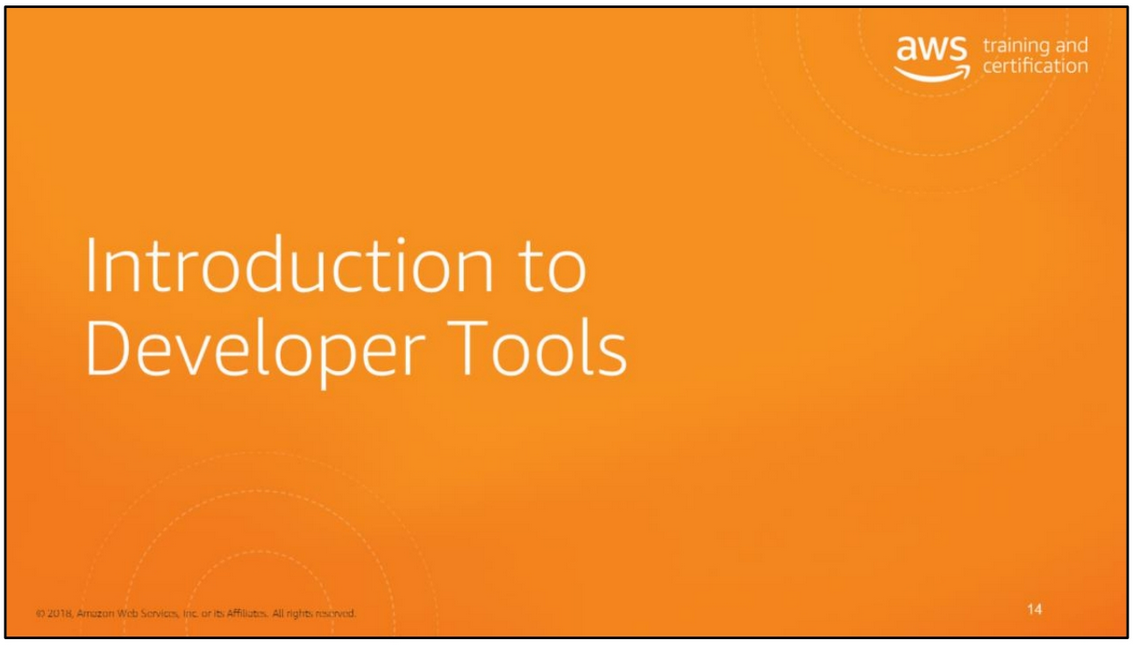 aws training and
certification
Introduction to
Developer Tools
© 2018, Amazon Web Services, Inc. or its Affiliates. All rights reserved.
14